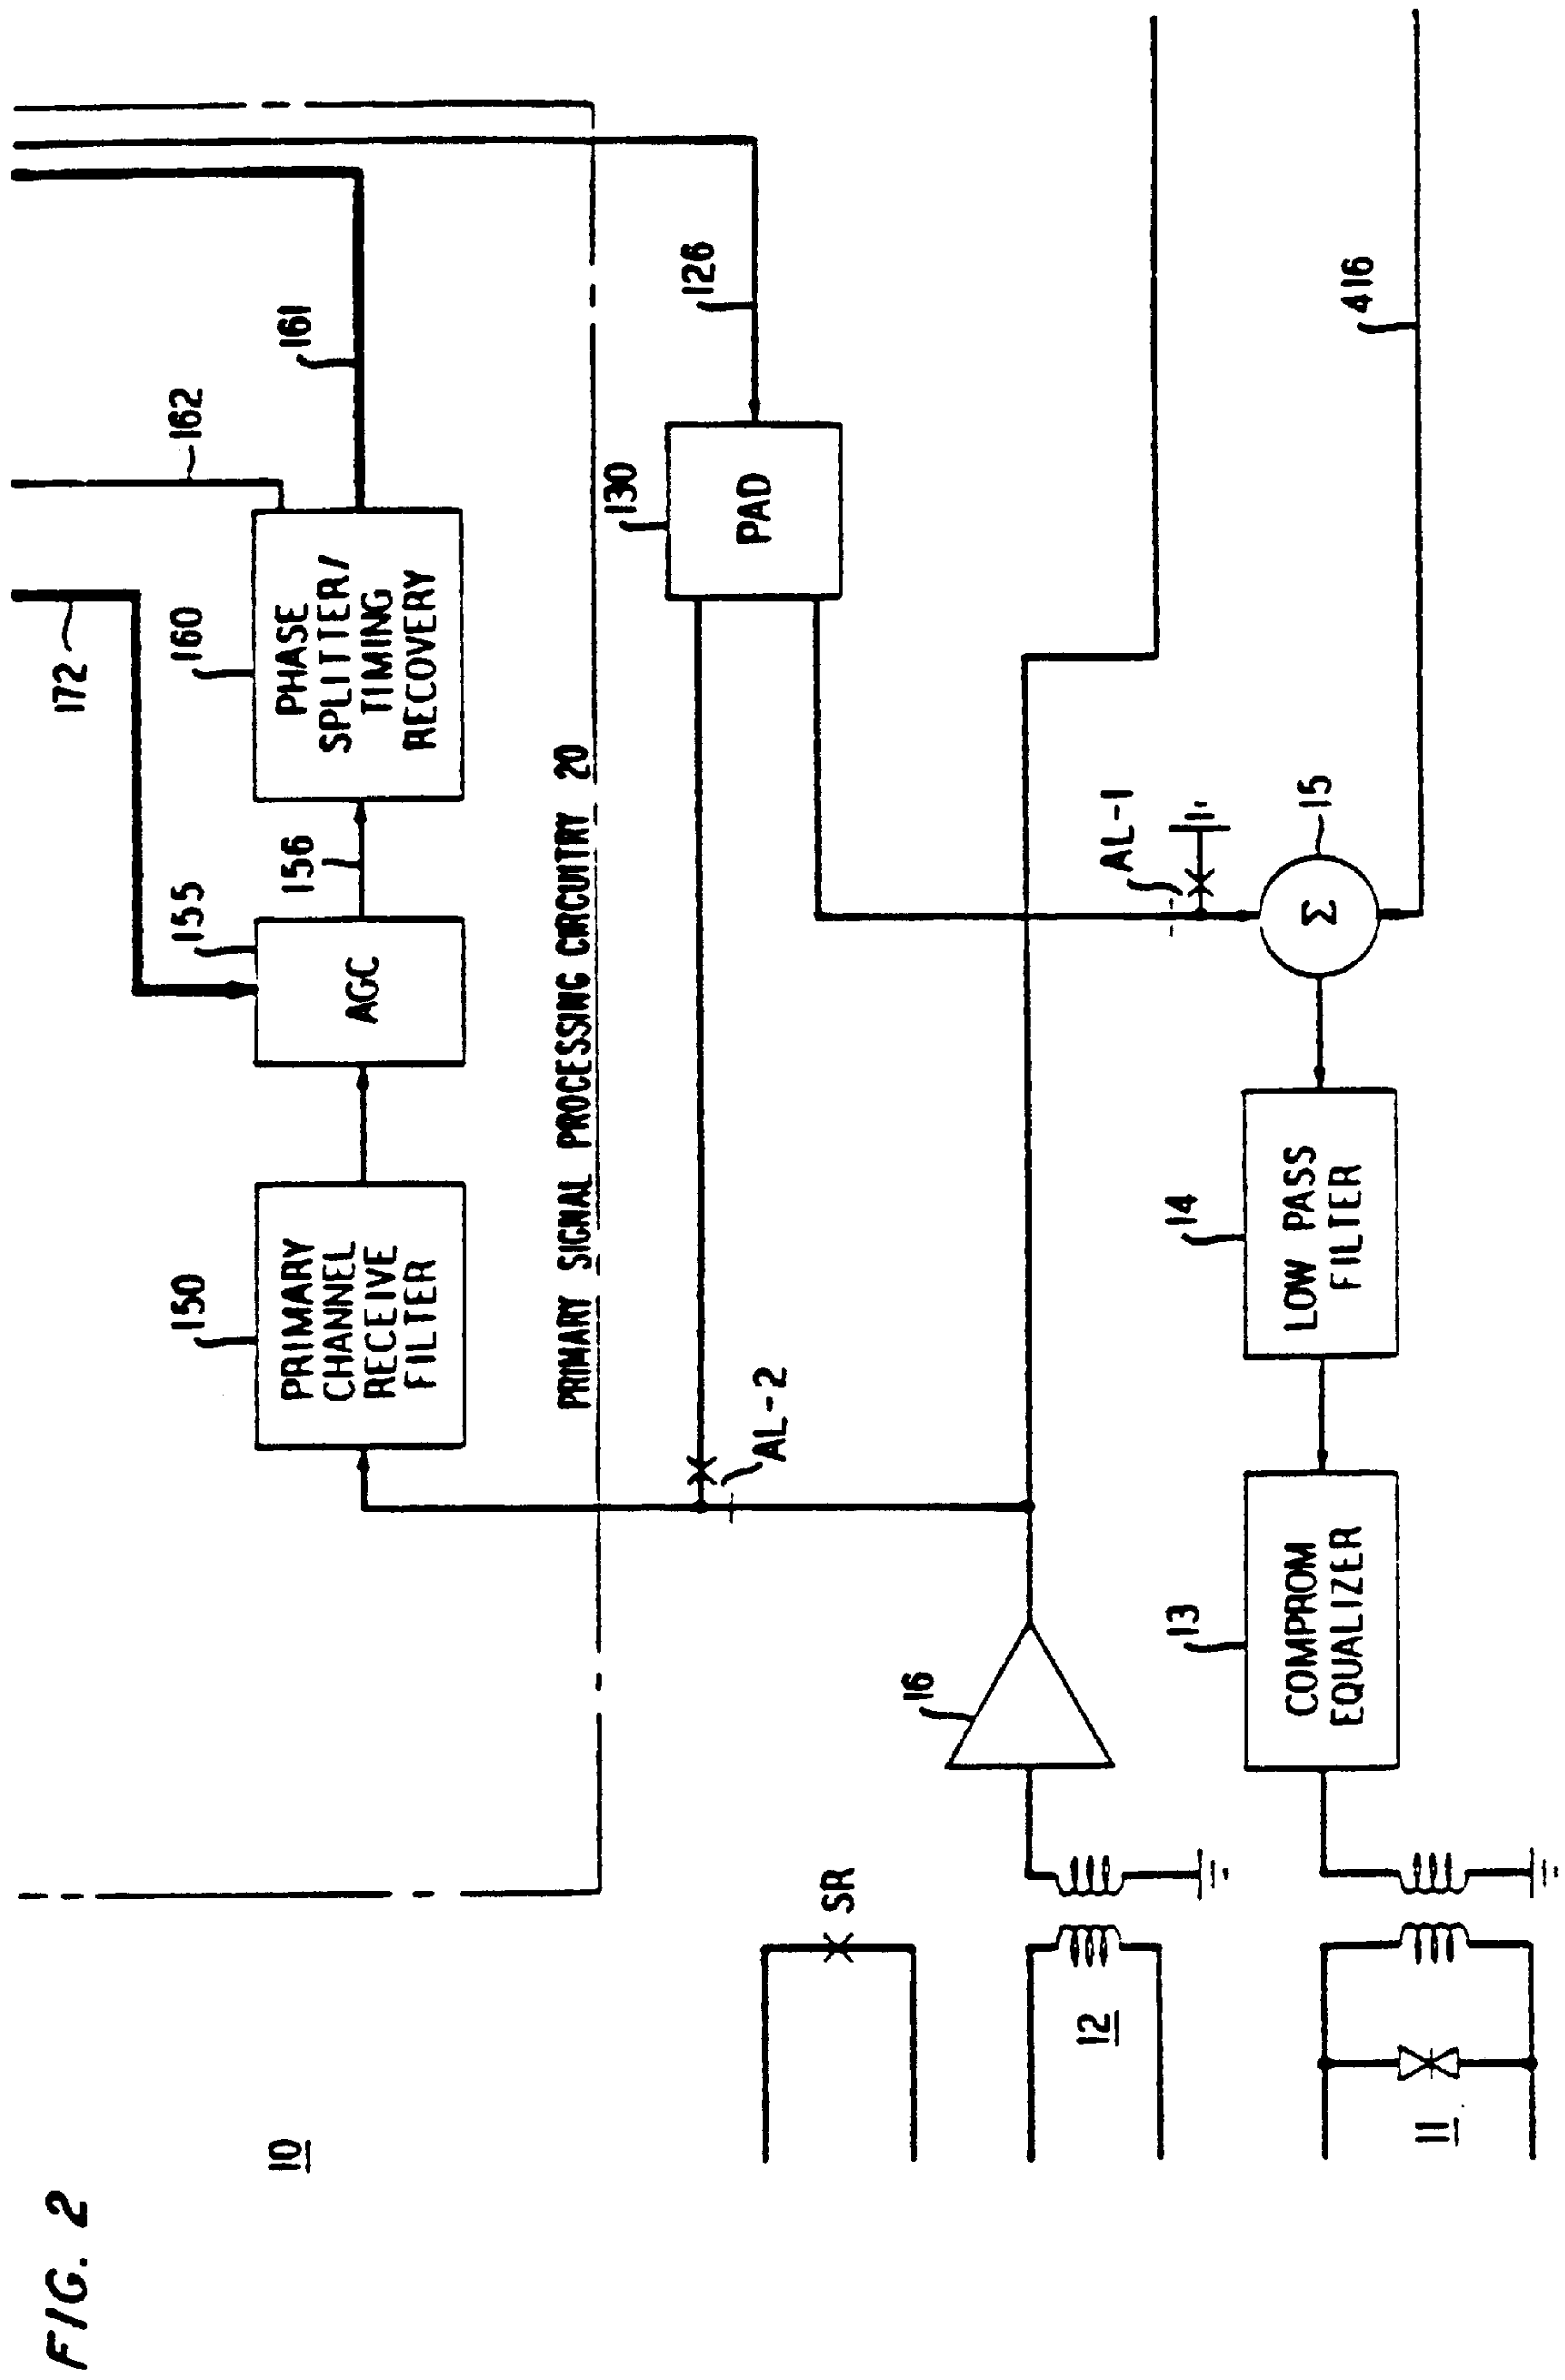 FIG. 2
10
172
162
161
150
PRIMARY
CHANNEL
RECEIVE
FILTER
155
AGC
156
160
PHASE
SPLITTER/
TIMING
RECOVERY
PRIMARY SIGNAL PROCESSING CIRCUITRY 20
SR
AL-2
130
PAD
126
12
16
11
13
COMPROM
EQUALIZER
14
LOW PASS
FILTER
AL-1
15
Σ
416